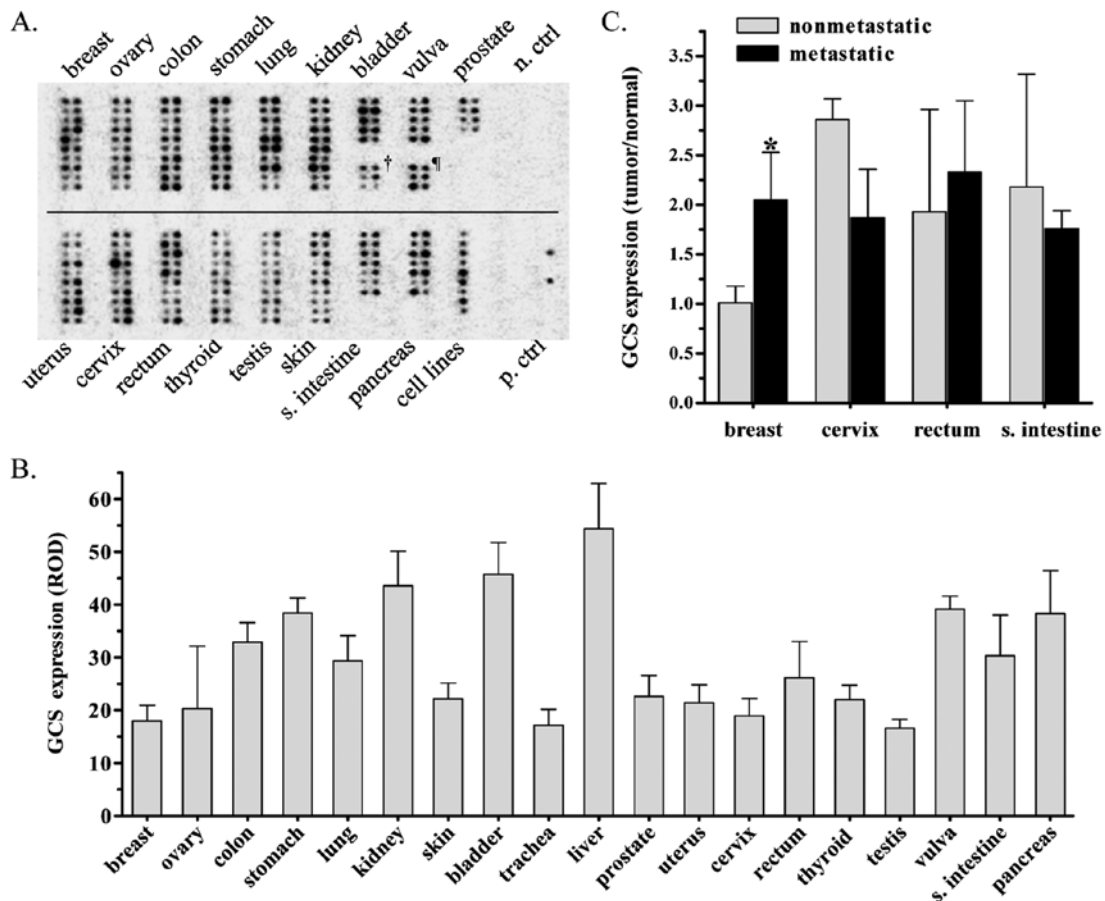 A.
breast ovary colon stomach lung kidney bladder vulva prostate n. ctrl
† ¶
uterus cervix rectum thyroid testis skin s. intestine pancreas cell lines p. ctrl
C.
nonmetastatic
metastatic
GCS expression (tumor/normal)
3.5
3.0
2.5
2.0
1.5
1.0
0.5
0.0
*
breast cervix rectum s. intestine
B.
GCS expression (ROD)
60
50
40
30
20
10
0
breast ovary colon stomach lung kidney skin bladder trachea liver prostate uterus cervix rectum thyroid testis vulva s. intestine pancreas